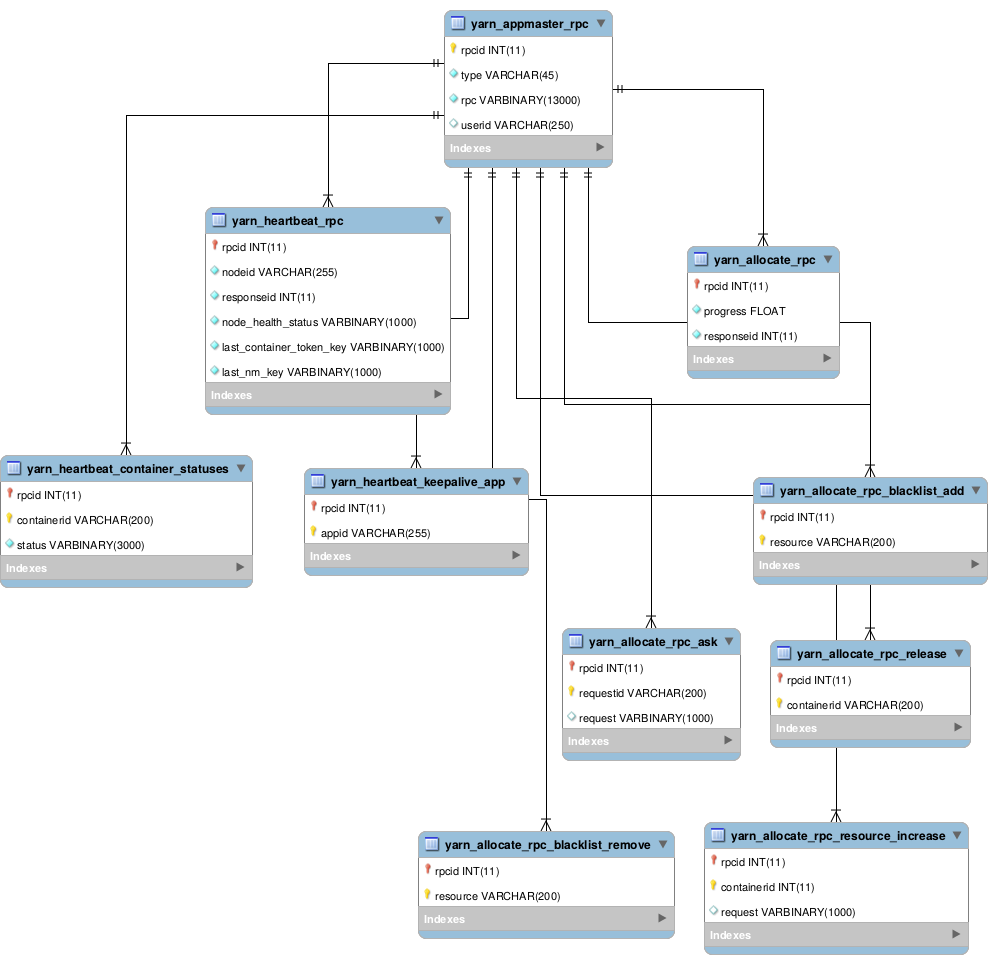 yarn_appmaster_rpc
rpcid INT(11)
type VARCHAR(45)
rpc VARBINARY(13000)
userid VARCHAR(250)
Indexes
yarn_heartbeat_rpc
rpcid INT(11)
nodeid VARCHAR(255)
responseid INT(11)
node_health_status VARBINARY(1000)
last_container_token_key VARBINARY(1000)
last_nm_key VARBINARY(1000)
Indexes
yarn_allocate_rpc
rpcid INT(11)
progress FLOAT
responseid INT(11)
Indexes
yarn_heartbeat_container_statuses
rpcid INT(11)
containerid VARCHAR(200)
status VARBINARY(3000)
Indexes
yarn_heartbeat_keepalive_app
rpcid INT(11)
appid VARCHAR(255)
Indexes
yarn_allocate_rpc_blacklist_add
rpcid INT(11)
resource VARCHAR(200)
Indexes
yarn_allocate_rpc_ask
rpcid INT(11)
requestid VARCHAR(200)
request VARBINARY(1000)
Indexes
yarn_allocate_rpc_release
rpcid INT(11)
containerid VARCHAR(200)
Indexes
yarn_allocate_rpc_blacklist_remove
rpcid INT(11)
resource VARCHAR(200)
Indexes
yarn_allocate_rpc_resource_increase
rpcid INT(11)
containerid INT(11)
request VARBINARY(1000)
Indexes